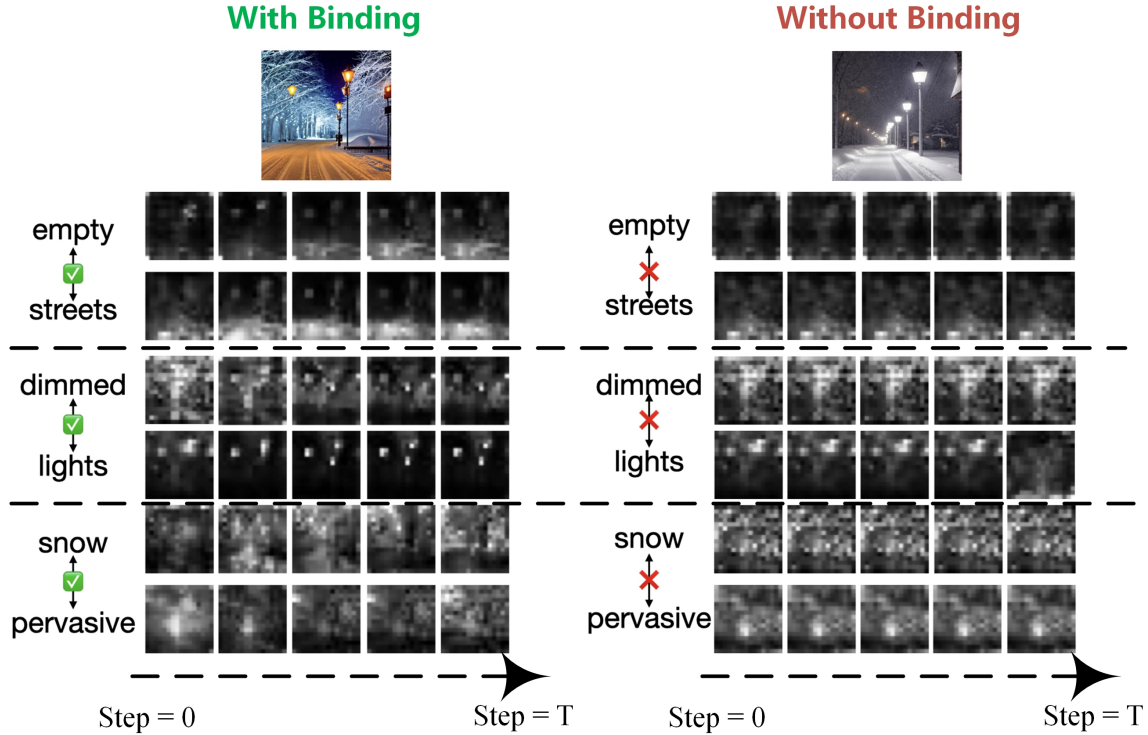 With Binding
empty
streets
dimmed
lights
snow
pervasive
Step = 0
Step = T
Without Binding
empty
streets
dimmed
lights
snow
pervasive
Step = 0
Step = T